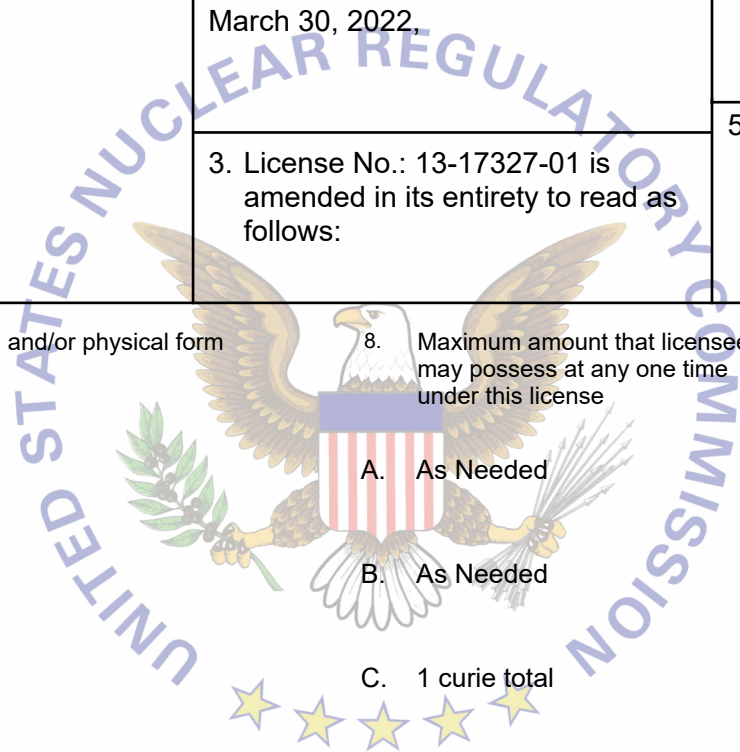 March 30, 2022,
5
3. License No.: 13-17327-01 is
amended in its entirety to read as
follows:
and/or physical form
8. Maximum amount that licensee
may possess at any one time
under this license
A. As Needed
B. As Needed
C. 1 curie total
UNITED STATES NUCLEAR REGULATORY COMMISSION